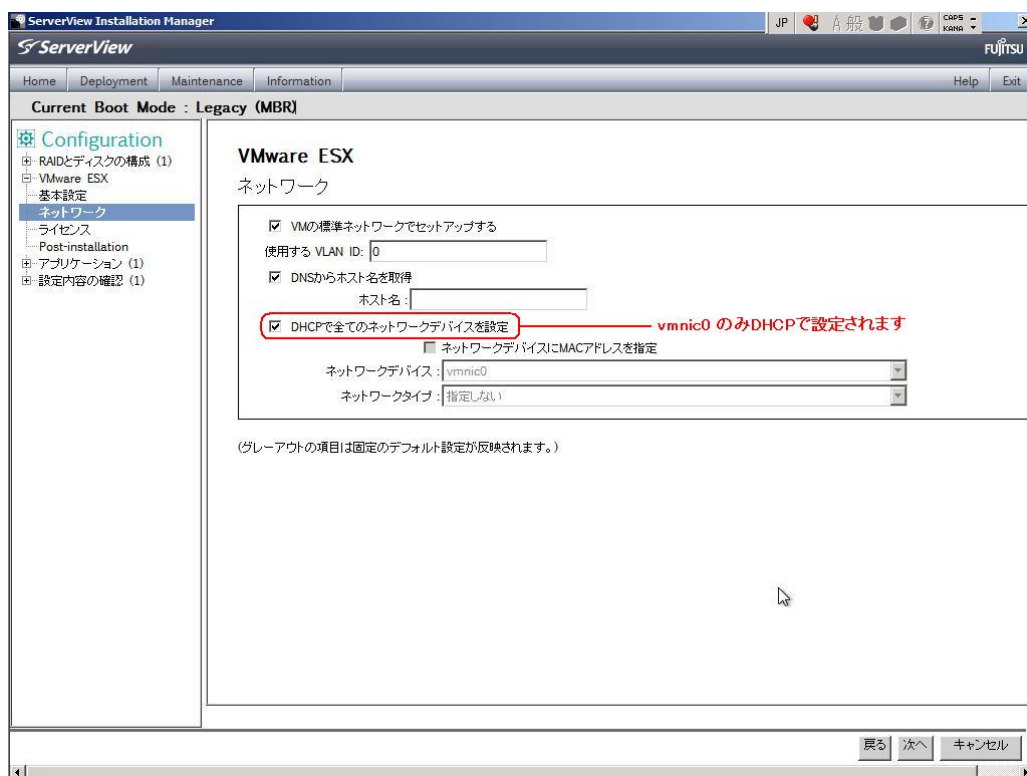 ServerView Installation Manager
JP A 般 CAPS KANA
ServerView FUJITSU
Home Deployment Maintenance Information Help Exit
Current Boot Mode : Legacy (MBR)
Configuration
RAIDとディスクの構成 (1)
VMware ESX
基本設定
ネットワーク
ライセンス
Post-installation
アプリケーション (1)
設定内容の確認 (1)
VMware ESX
ネットワーク
VMの標準ネットワークでセットアップする
使用する VLAN ID: 0
DNSからホスト名を取得
ホスト名 :
DHCPで全てのネットワークデバイスを設定 vmnic0 のみDHCPで設定されます
ネットワークデバイスにMACアドレスを指定
ネットワークデバイス : vmnic0
ネットワークタイプ : 指定しない
(グレーアウトの項目は固定のデフォルト設定が反映されます。)
戻る 次へ キャンセル